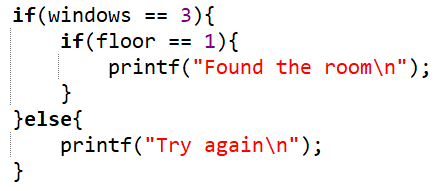 if(windows == 3){
    if(floor == 1){
        printf("Found the room\n");
    }
}else{
    printf("Try again\n");
}